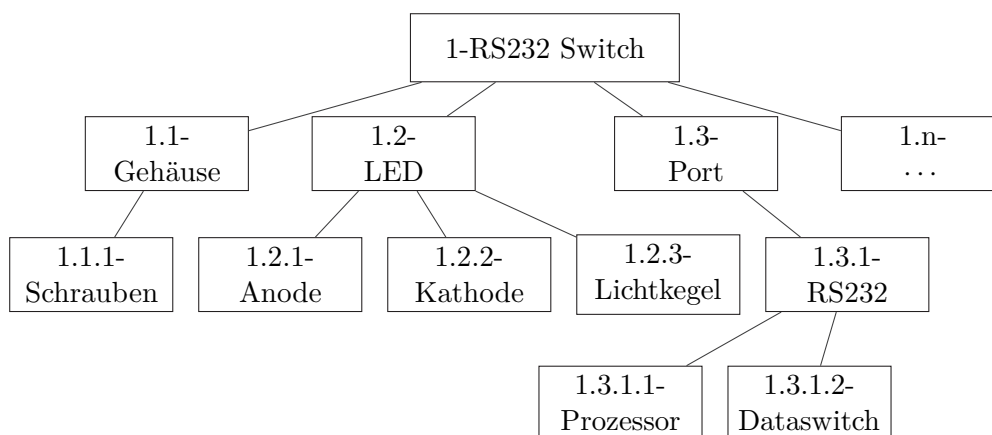 1-RS232 Switch
1.1-
Gehäuse
1.2-
LED
1.3-
Port
1.n-
. . .
1.1.1-
Schrauben
1.2.1-
Anode
1.2.2-
Kathode
1.2.3-
Lichtkegel
1.3.1-
RS232
1.3.1.1-
Prozessor
1.3.1.2-
Dataswitch